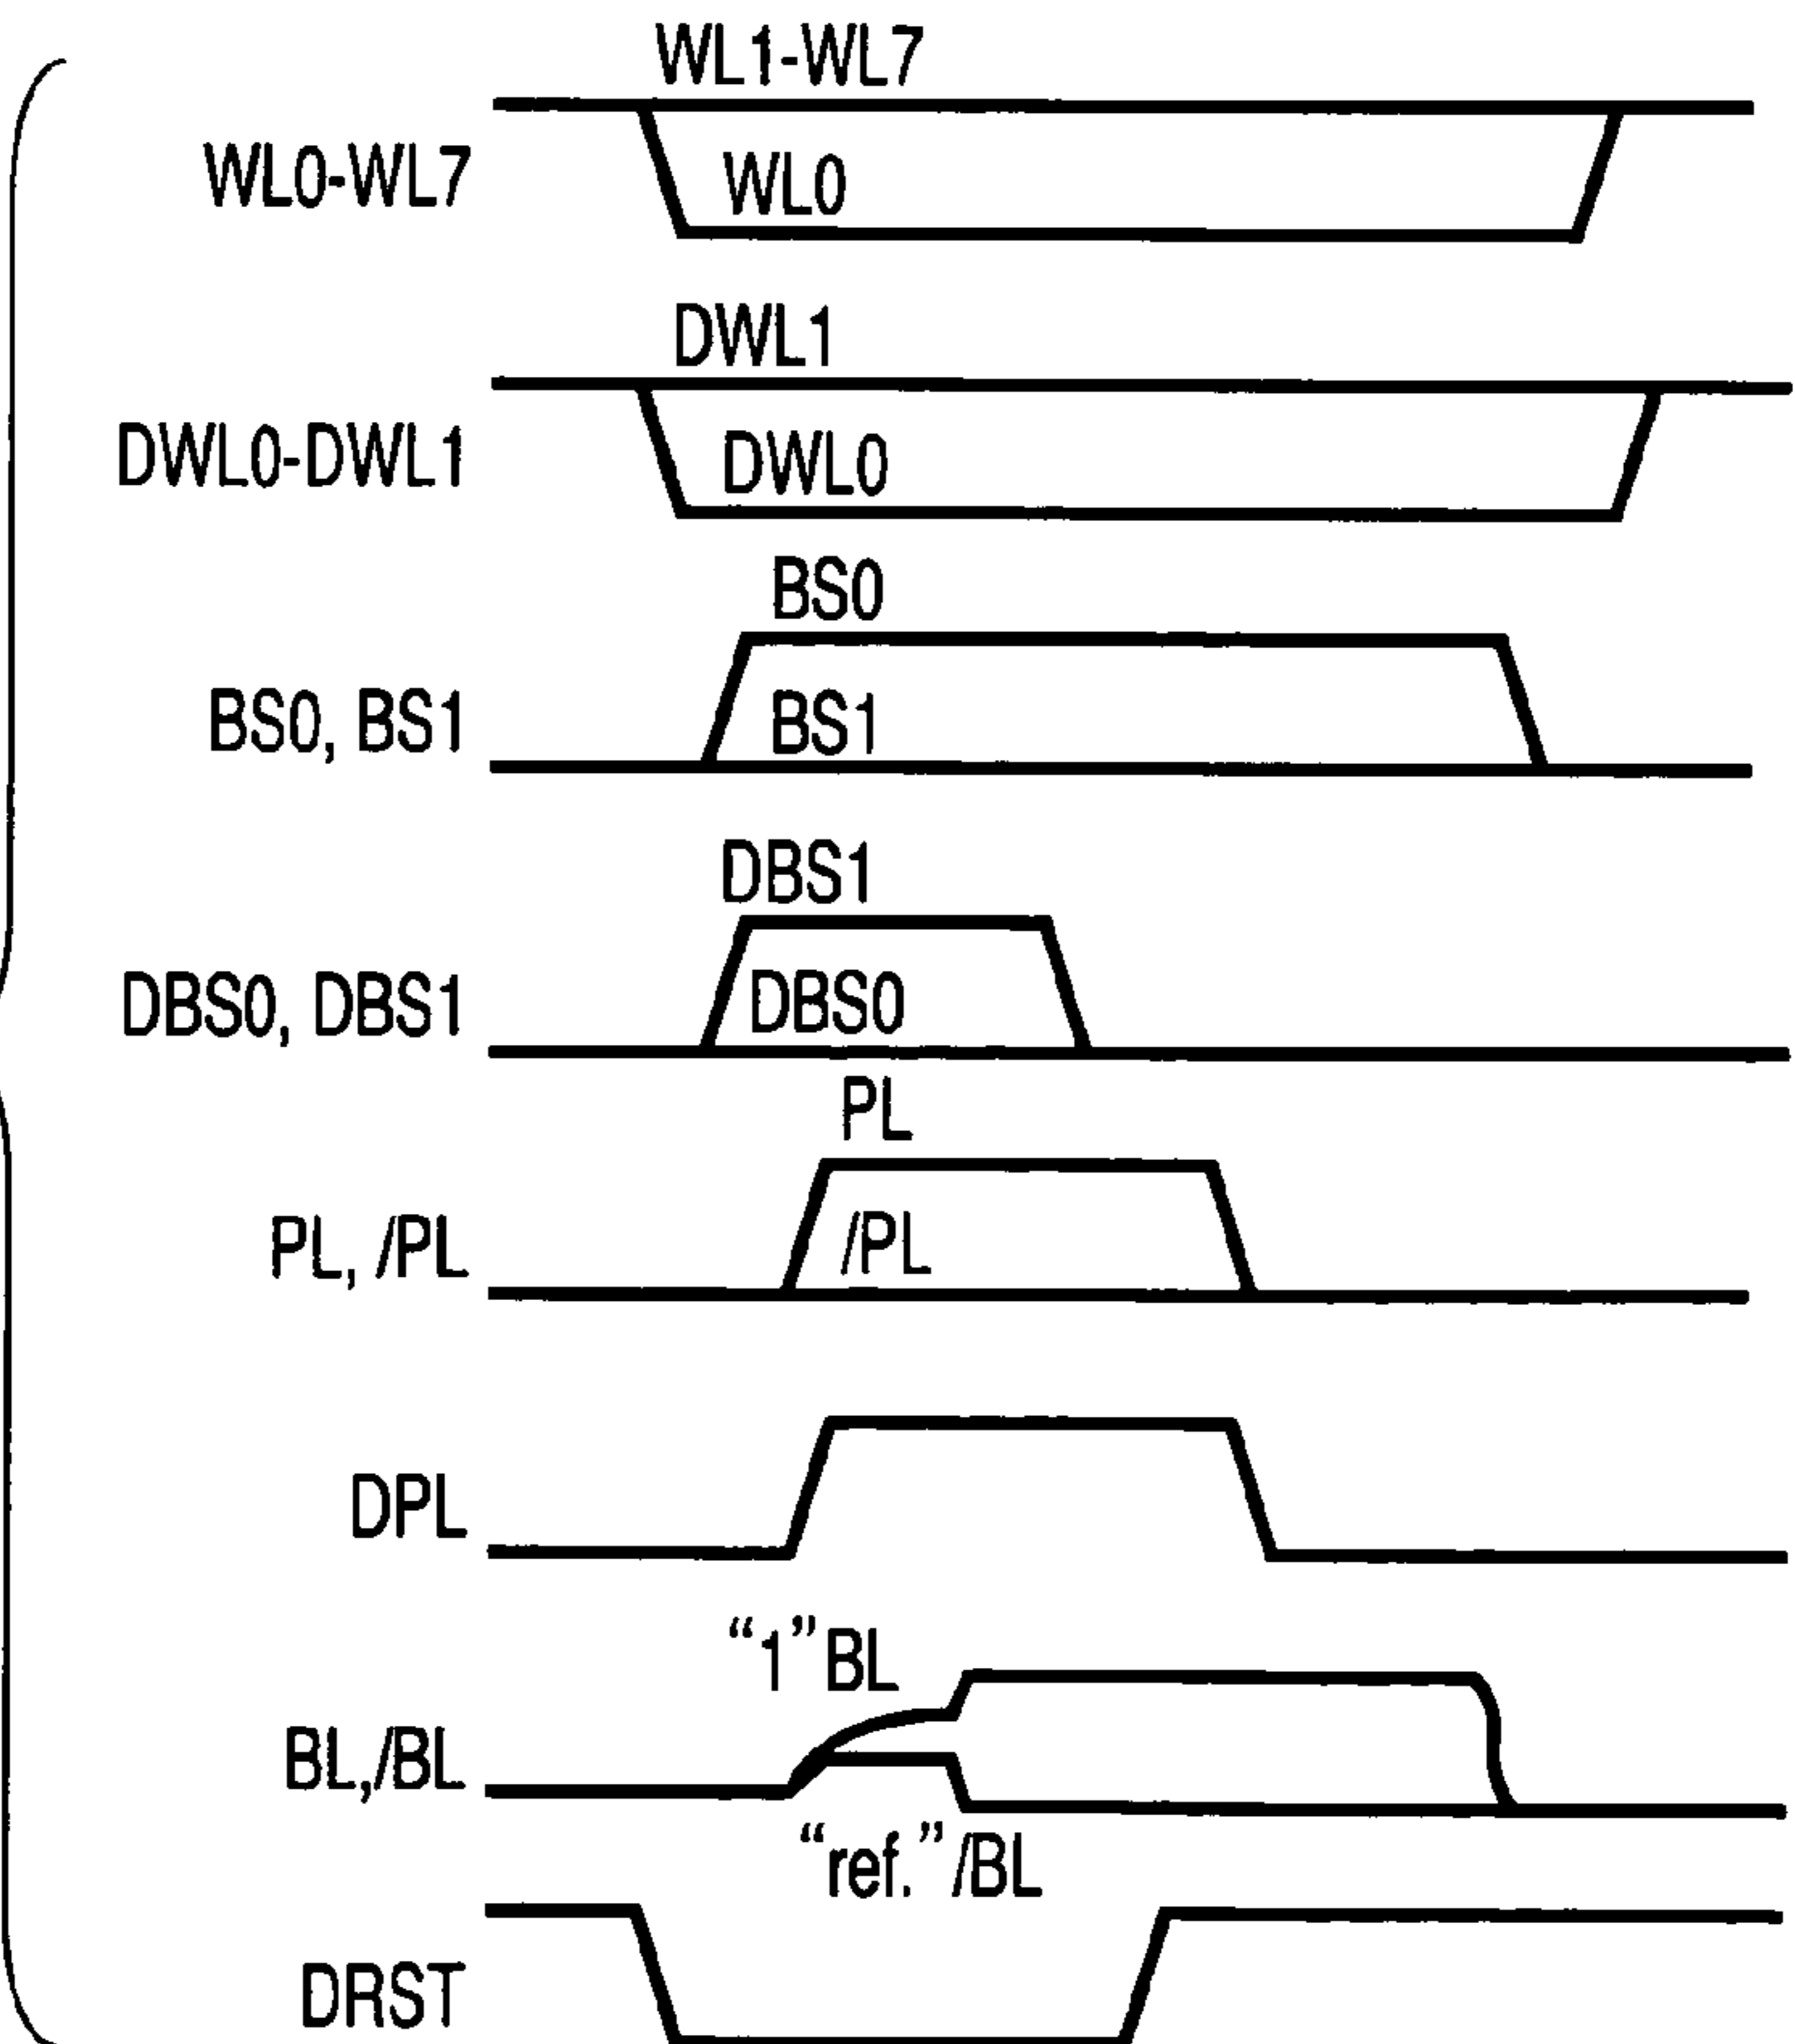 WL1-WL7
WL0-WL7
WL0
DWL1
DWL0-DWL1
DWL0
BS0
BS0, BS1
BS1
DBS1
DBS0, DBS1
DBS0
PL
PL, /PL
/PL
DPL
“1”BL
BL,/BL
“ref.”/BL
DRST